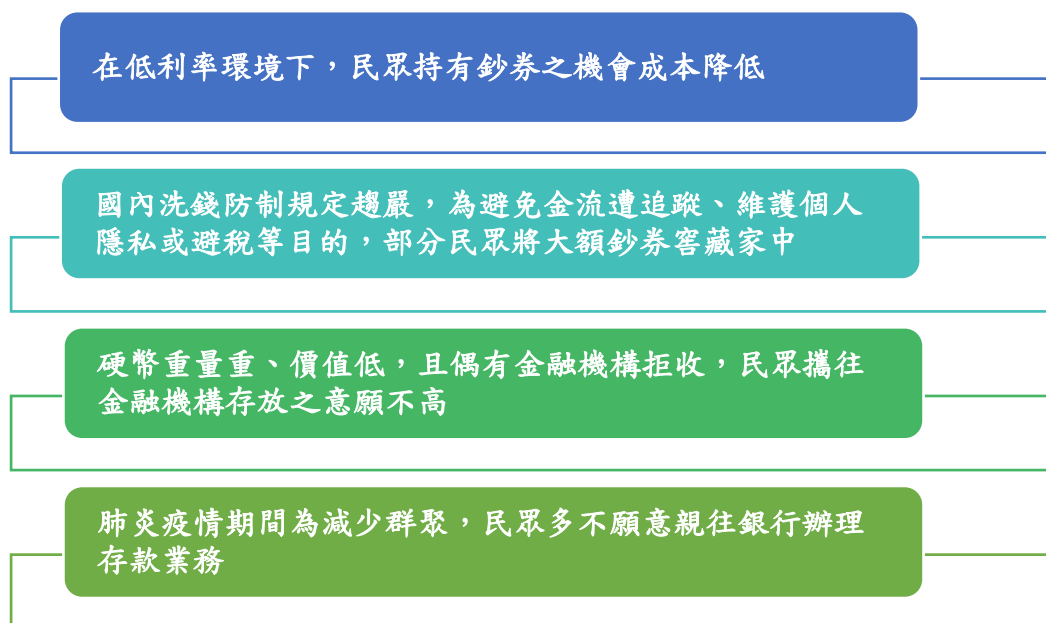 在低利率環境下，民眾持有鈔券之機會成本降低
國內洗錢防制規定趨嚴，為避免金流遭追蹤、維護個人
隱私或避稅等目的，部分民眾將大額鈔券窖藏家中
硬幣重量重、價值低，且偶有金融機構拒收，民眾攜往
金融機構存放之意願不高
肺炎疫情期間為減少群聚，民眾多不願意親往銀行辦理
存款業務